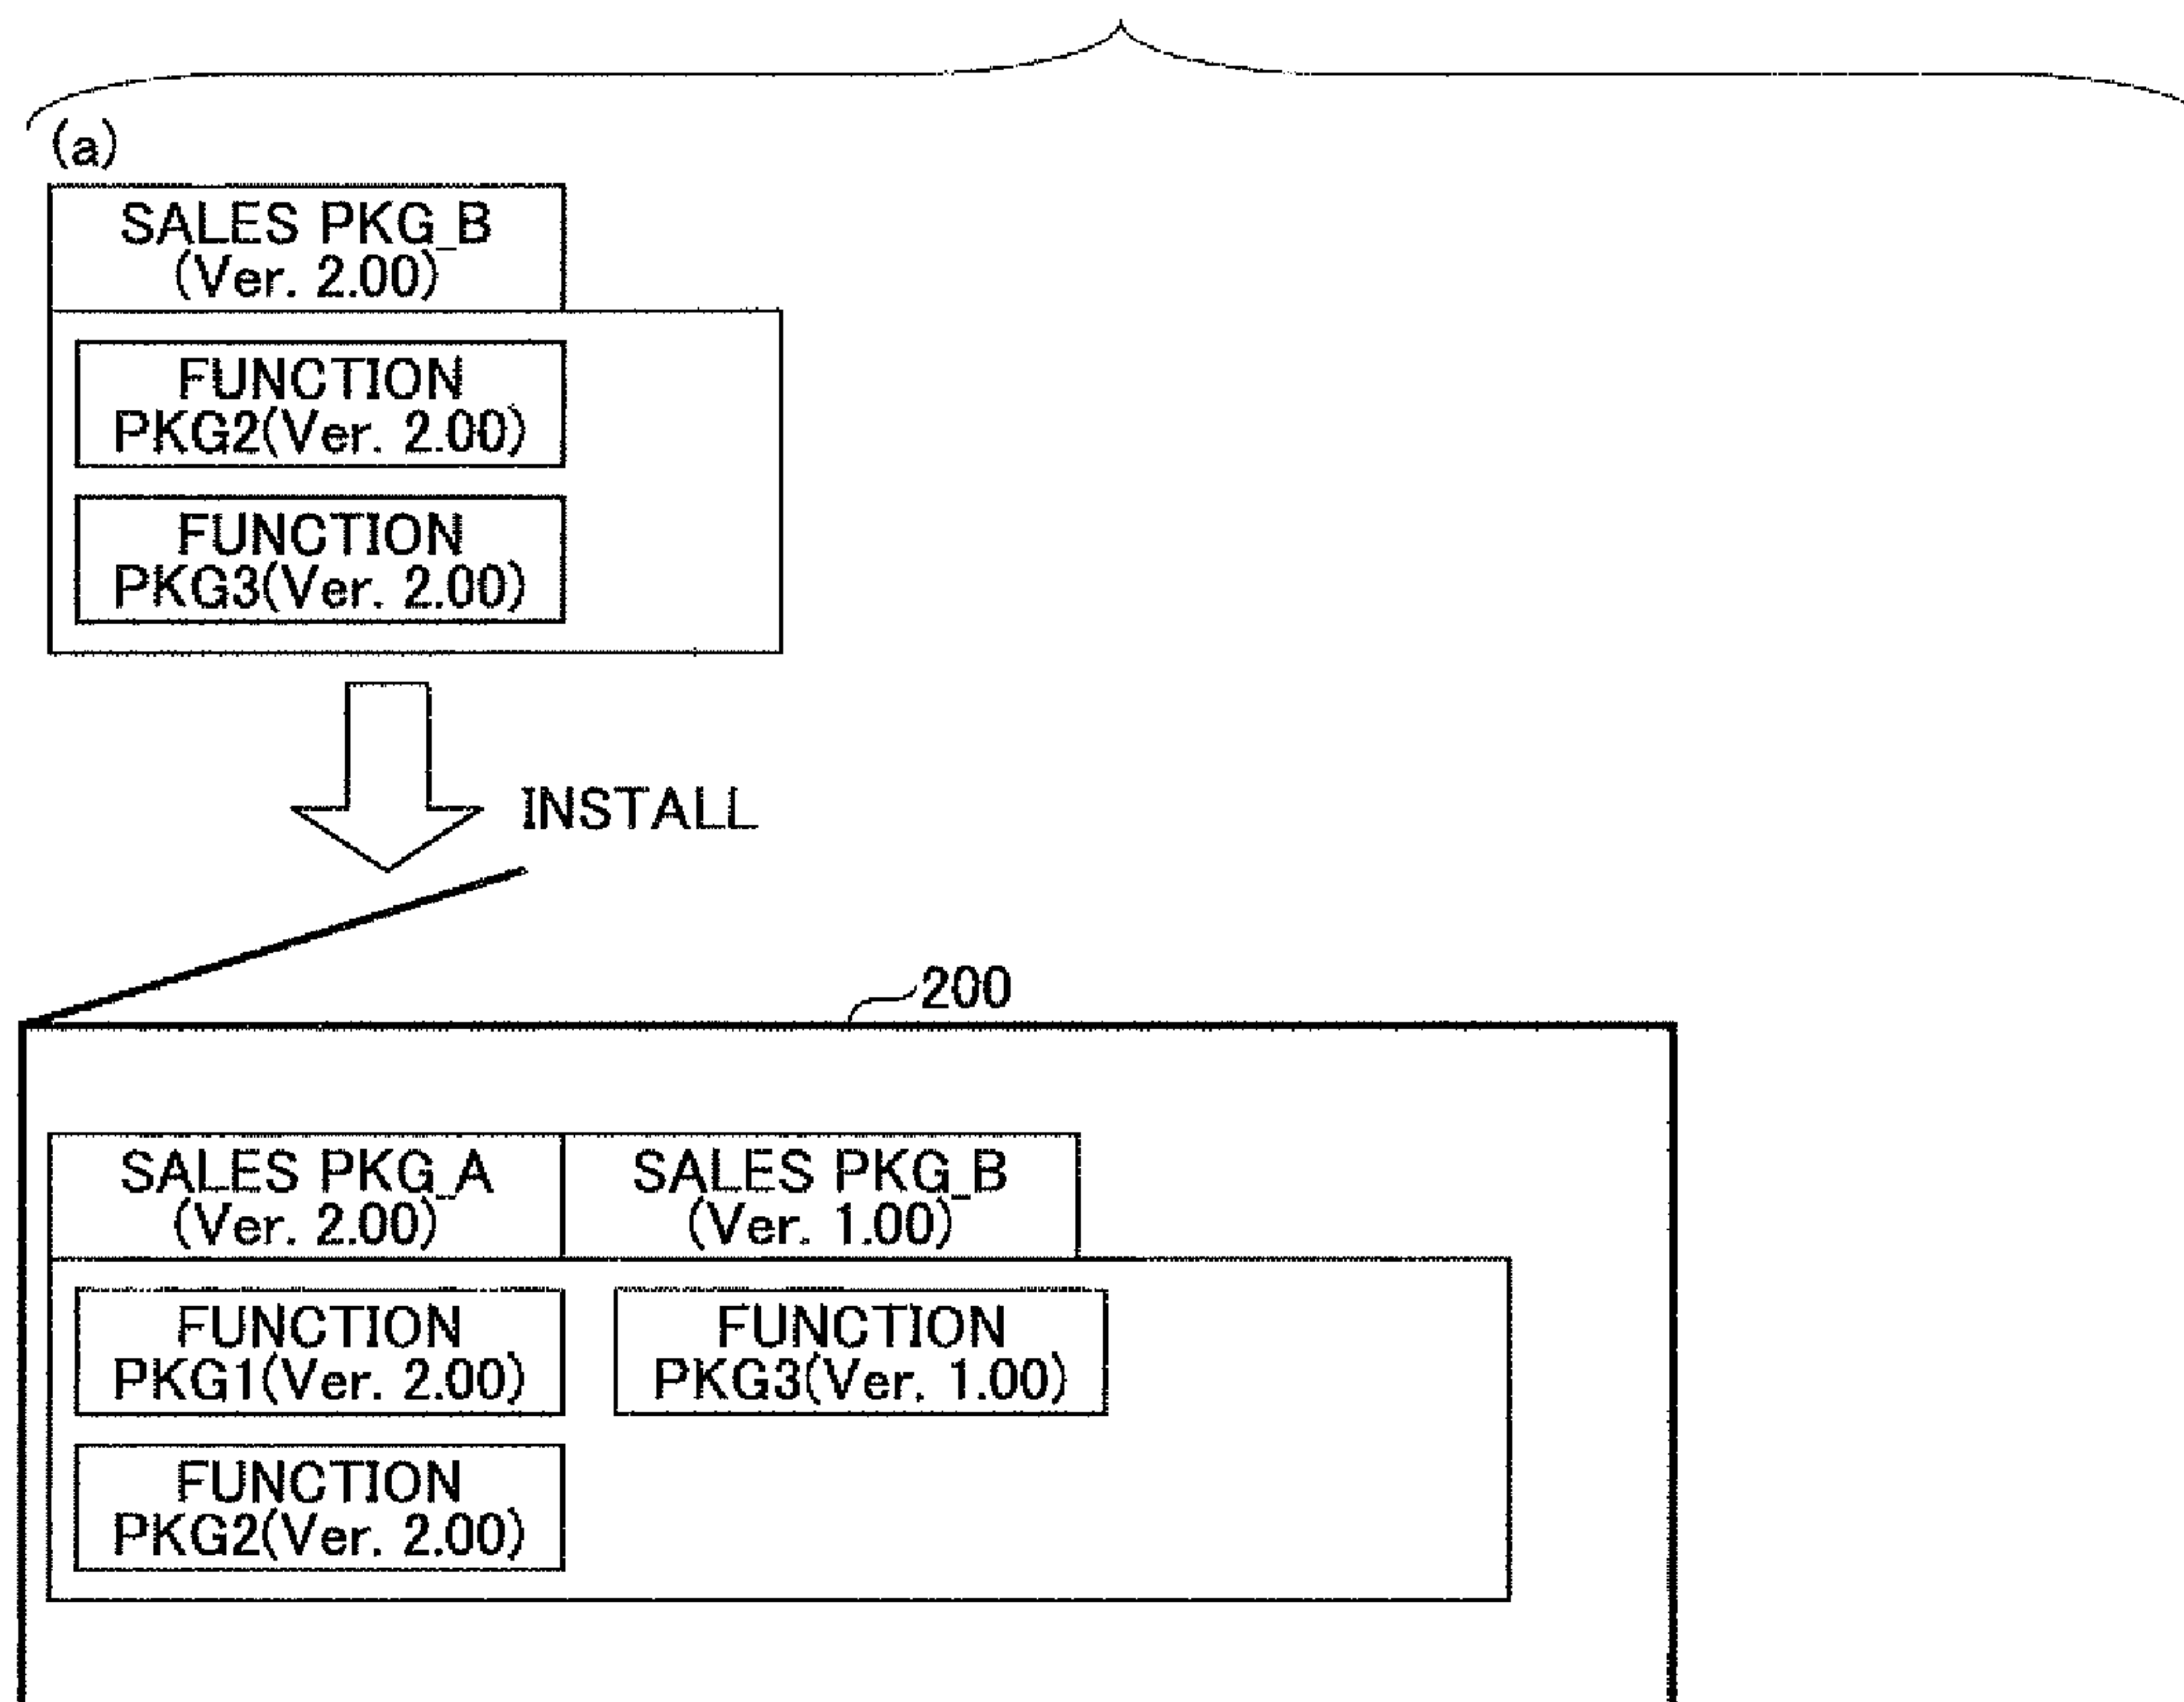 (a)
SALES PKG_B
(Ver. 2.00)
FUNCTION
PKG2(Ver. 2.00)
FUNCTION
PKG3(Ver. 2.00)
INSTALL
200
SALES PKG_A
(Ver. 2.00)
SALES PKG_B
(Ver. 1.00)
FUNCTION
PKG1(Ver. 2.00)
FUNCTION
PKG3(Ver. 1.00)
FUNCTION
PKG2(Ver. 2.00)